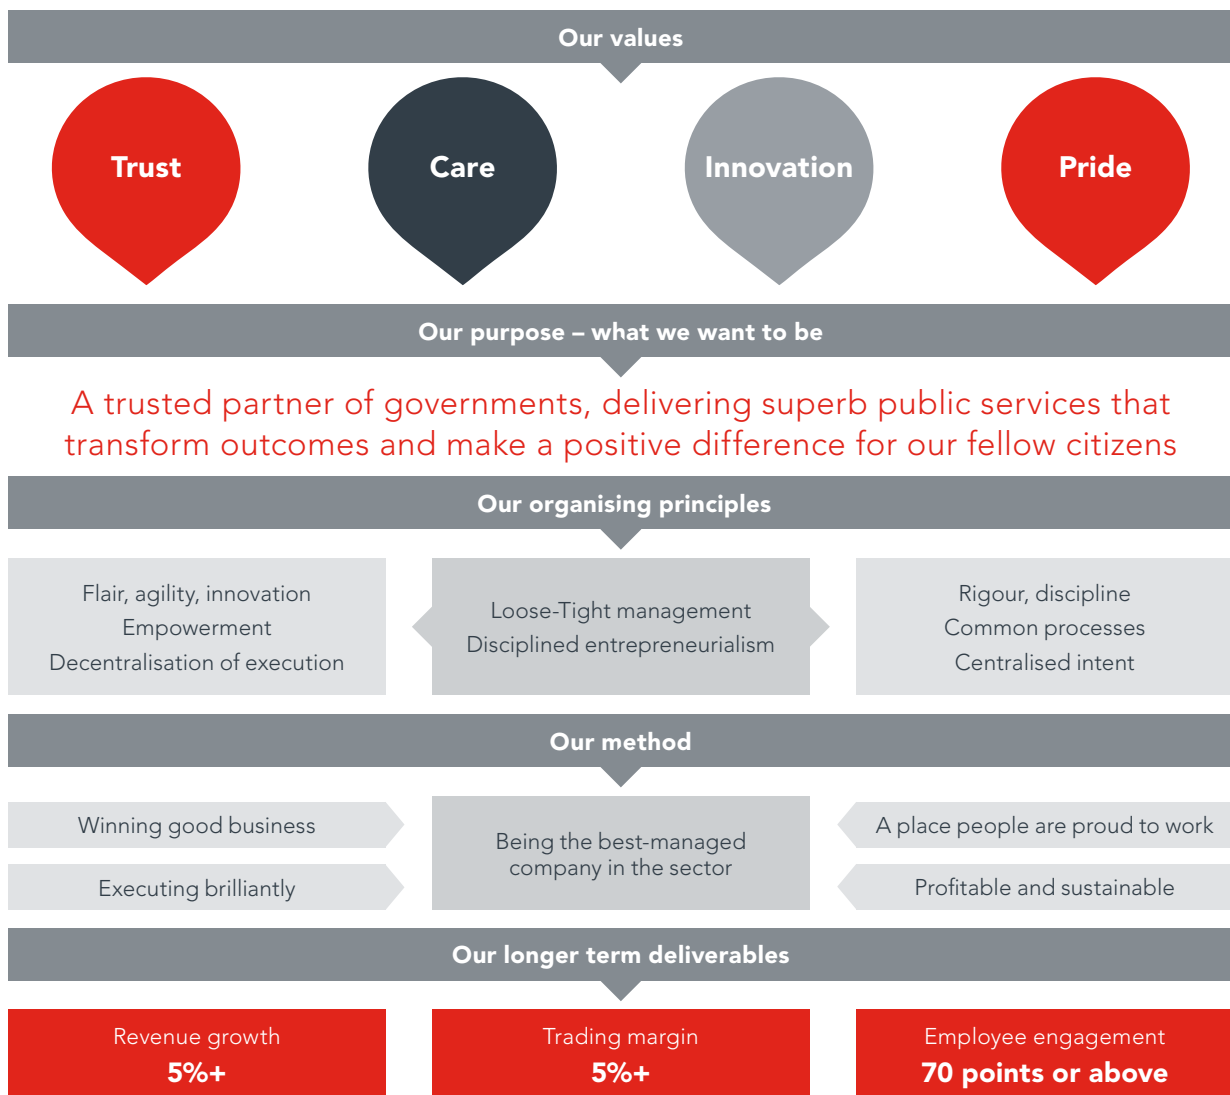 Our values
Trust
Care
Innovation
Pride
Our purpose – what we want to be
A trusted partner of governments, delivering superb public services that
transform outcomes and make a positive difference for our fellow citizens
Our organising principles
Flair, agility, innovation
Empowerment
Decentralisation of execution
Loose-Tight management
Disciplined entrepreneurialism
Rigour, discipline
Common processes
Centralised intent
Our method
Winning good business
Executing brilliantly
Being the best-managed
company in the sector
A place people are proud to work
Profitable and sustainable
Our longer term deliverables
Revenue growth
5%+
Trading margin
5%+
Employee engagement
70 points or above